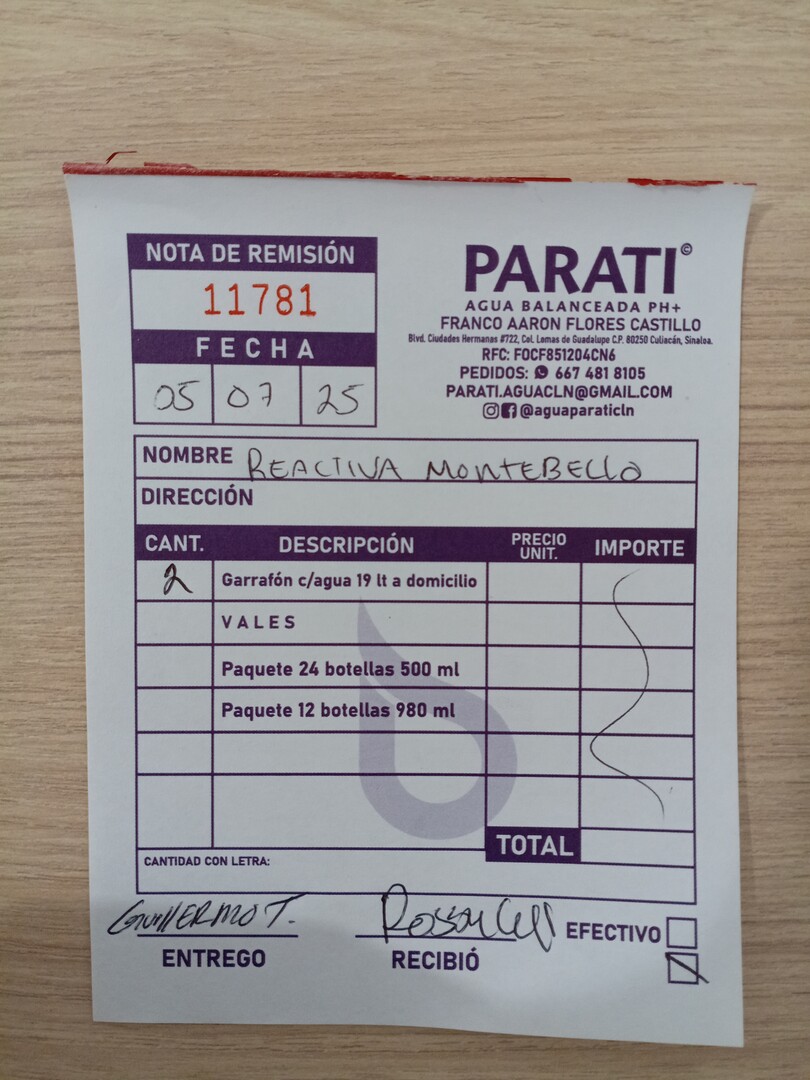 NOTA DE REMISIÓN
11781
FECHA
05 07 25
PARATI©
AGUA BALANCEADA PH+
FRANCO AARON FLORES CASTILLO
Blvd. Ciudades Hermanas #722, Col. Lomas de Guadalupe C.P. 80250 Culiacán, Sinaloa.
RFC: FOCF851204CN6
PEDIDOS: 667 481 8105
PARATI.AGUACLN@GMAIL.COM
@aguaparaticln
NOMBRE REACTIVA MONTEBELLO
DIRECCIÓN
CANT. DESCRIPCIÓN PRECIO UNIT. IMPORTE
2 Garrafón c/agua 19 lt a domicilio
VALES
Paquete 24 botellas 500 ml
Paquete 12 botellas 980 ml
TOTAL
CANTIDAD CON LETRA:
GuillERMO T.
ENTREGO
RECIBIÓ
EFECTIVO